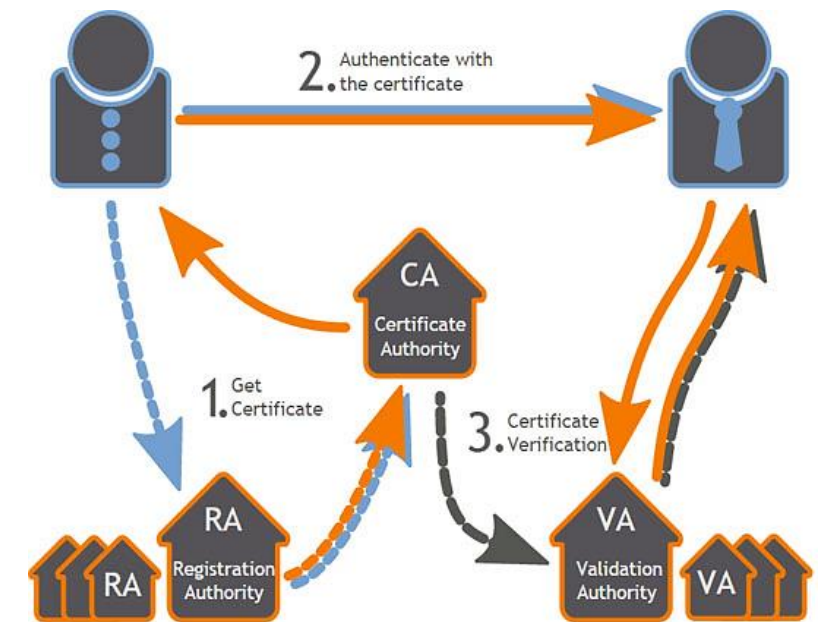 2. Authenticate with
the certificate
CA
Certificate
Authority
1. Get
Certificate
3. Certificate
Verification
RA
Registration
Authority
RA
VA
Validation
Authority
VA